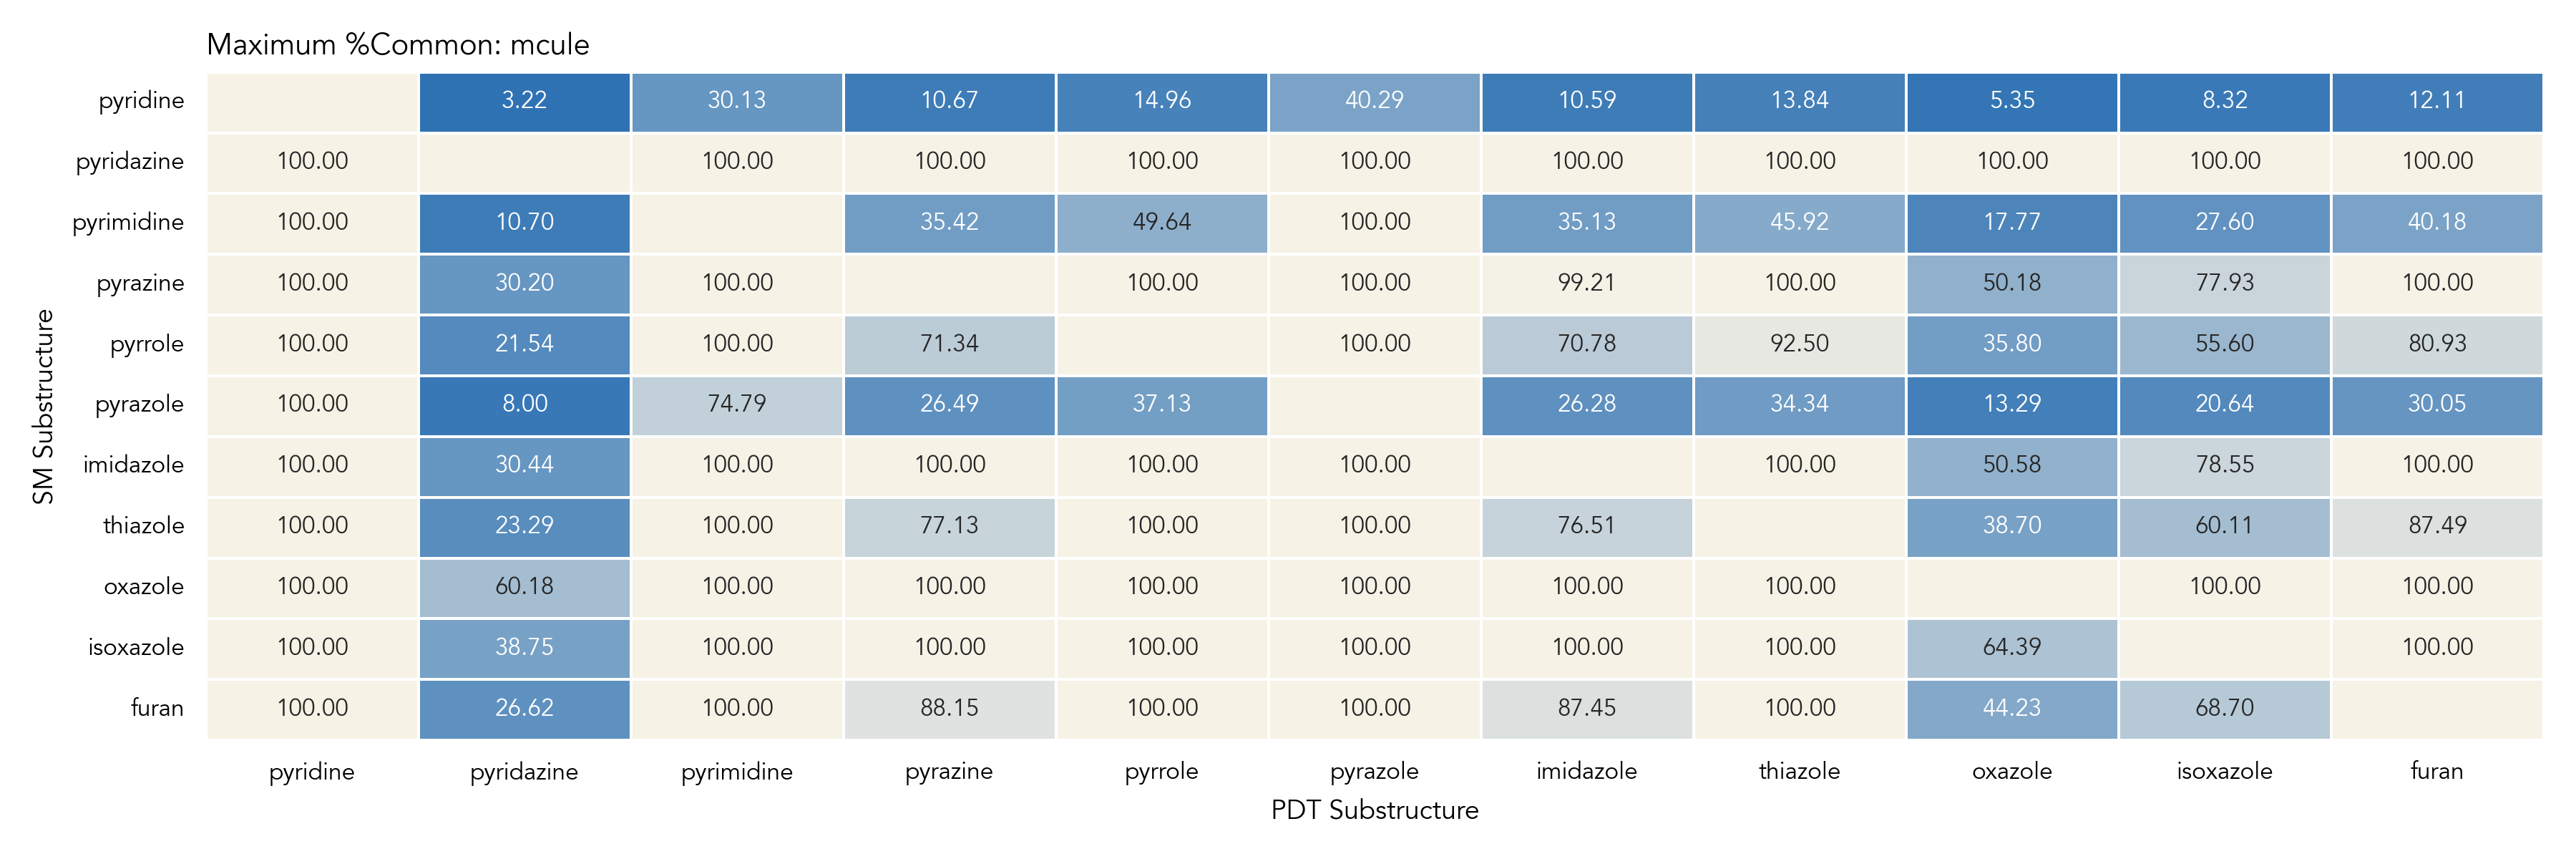 Maximum %Common: mcule
pyridine 3.22 30.13 10.67 14.96 40.29 10.59 13.84 5.35 8.32 12.11
pyridazine 100.00 100.00 100.00 100.00 100.00 100.00 100.00 100.00 100.00 100.00
pyrimidine 100.00 10.70 35.42 49.64 100.00 35.13 45.92 17.77 27.60 40.18
pyrazine 100.00 30.20 100.00 100.00 100.00 99.21 100.00 50.18 77.93 100.00
pyrrole 100.00 21.54 100.00 71.34 100.00 70.78 92.50 35.80 55.60 80.93
pyrazole 100.00 8.00 74.79 26.49 37.13 26.28 34.34 13.29 20.64 30.05
imidazole 100.00 30.44 100.00 100.00 100.00 100.00 100.00 50.58 78.55 100.00
thiazole 100.00 23.29 100.00 77.13 100.00 100.00 76.51 38.70 60.11 87.49
oxazole 100.00 60.18 100.00 100.00 100.00 100.00 100.00 100.00 100.00 100.00
isoxazole 100.00 38.75 100.00 100.00 100.00 100.00 100.00 100.00 64.39 100.00
furan 100.00 26.62 100.00 88.15 100.00 100.00 87.45 100.00 44.23 68.70
SM Substructure
pyridine pyridazine pyrimidine pyrazine pyrrole pyrazole imidazole thiazole oxazole isoxazole furan
PDT Substructure